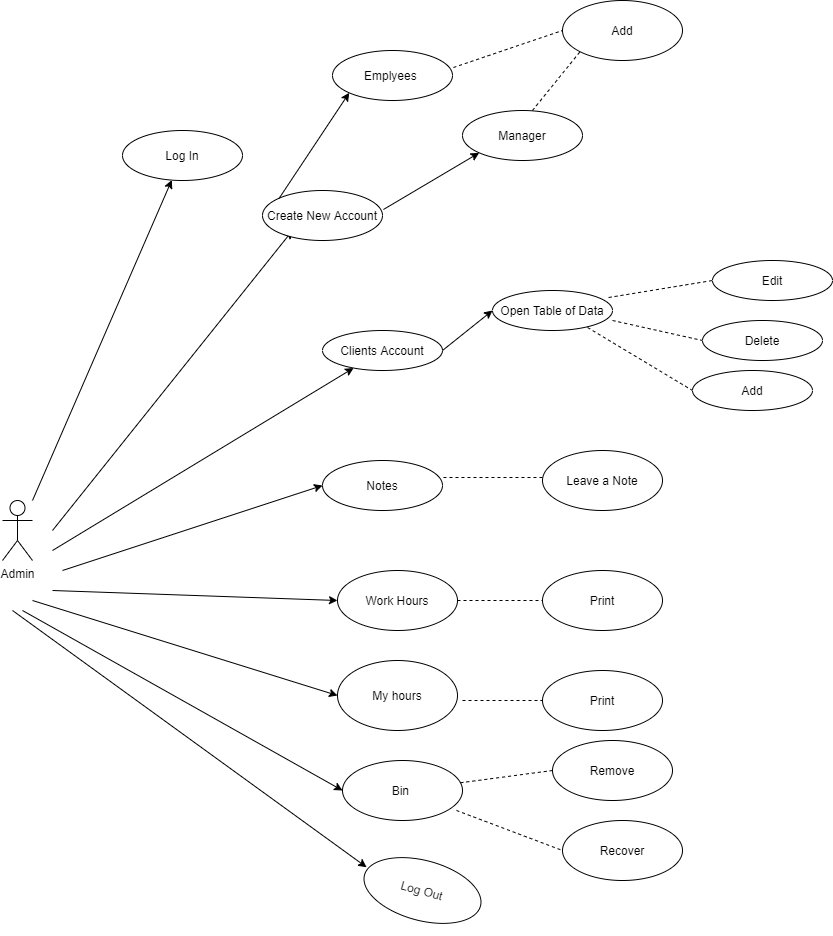 Add
Emplyees
Manager
Log In
Create New Account
Edit
Open Table of Data
Delete
Clients Account
Add
Notes
Leave a Note
Admin
Work Hours
Print
My hours
Print
Remove
Bin
Recover
Log Out